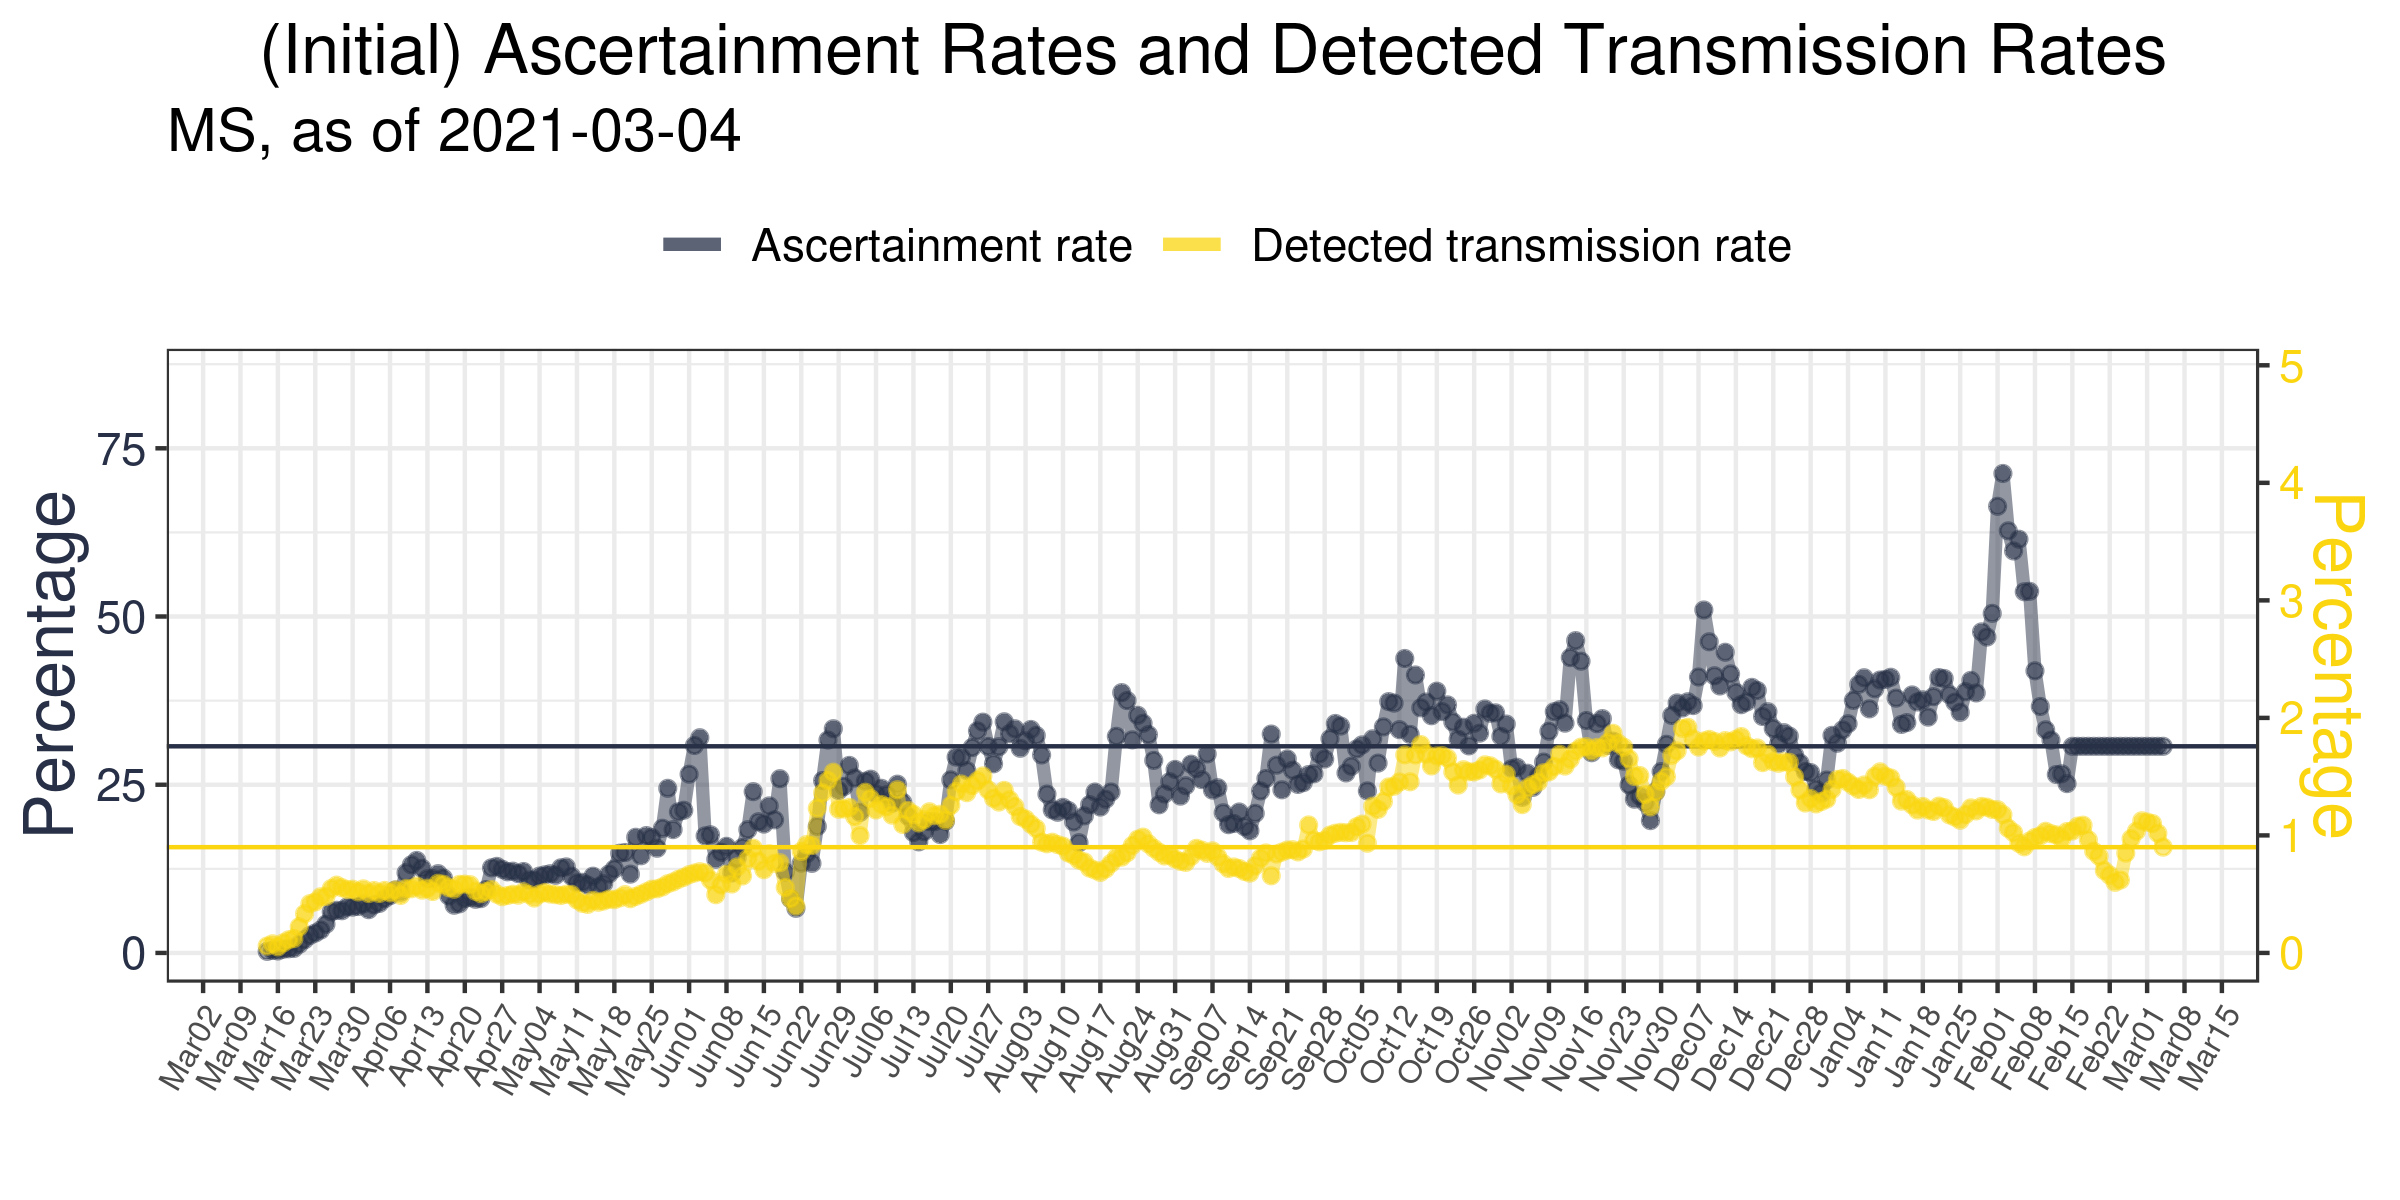 (Initial) Ascertainment Rates and Detected Transmission Rates
MS, as of 2021-03-04
Ascertainment rate Detected transmission rate
Percentage
75
50
25
0
5
4
3
2
1
0
Percentage
Mar02 Mar09 Mar16 Mar23 Mar30 Apr06 Apr13 Apr20 Apr27 May04 May11 May18 May25 Jun01 Jun08 Jun15 Jun22 Jun29 Jul06 Jul13 Jul20 Jul27 Aug03 Aug10 Aug17 Aug24 Aug31 Sep07 Sep14 Sep21 Sep28 Oct05 Oct12 Oct19 Oct26 Nov02 Nov09 Nov16 Nov23 Nov30 Dec07 Dec14 Dec21 Dec28 Jan04 Jan11 Jan18 Jan25 Feb01 Feb08 Feb15 Feb22 Mar01 Mar08 Mar15